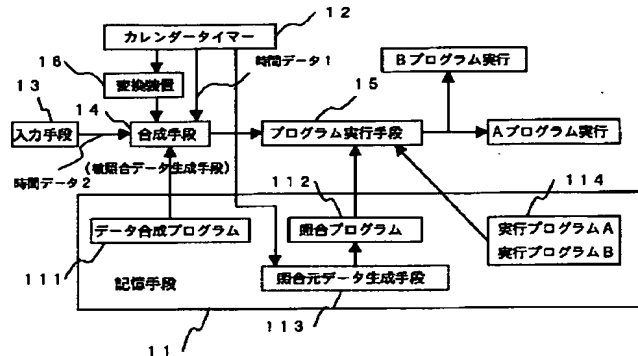 12
カレンダータイマー
16
Bプログラム実行
変換装置
時間データ1
13
14
15
入力手段
合成手段
プログラム実行手段
Aプログラム実行
時間データ2
(被照合データ生成手段)
112
114
データ合成プログラム
照合プログラム
実行プログラムA
実行プログラムB
111
記憶手段
照合元データ生成手段
113
11